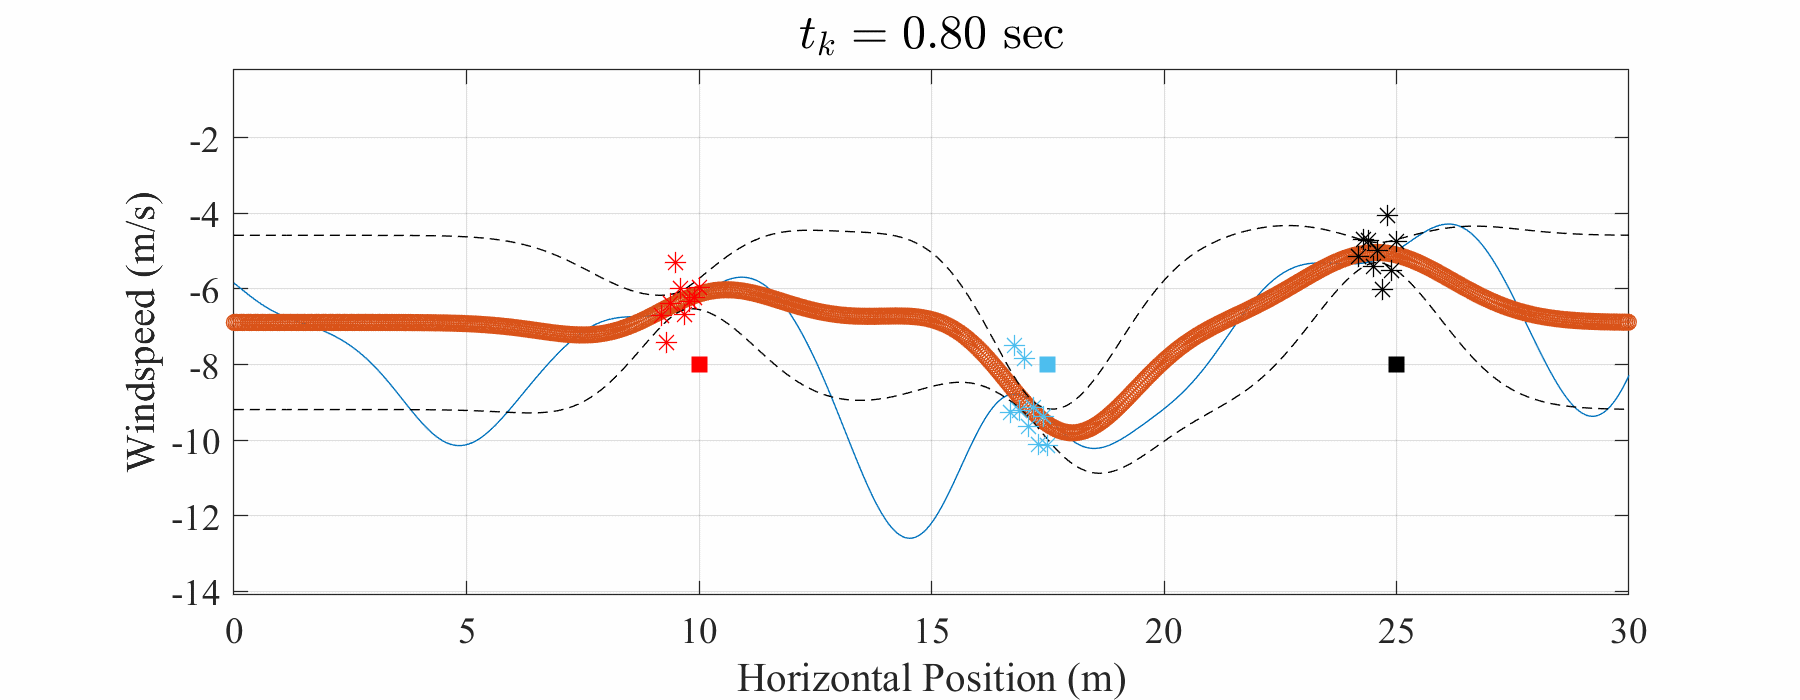 t_k = 0.80 sec
Windspeed (m/s)
-2
-4
-6
-8
-10
-12
-14
0 5 10 15 20 25 30
Horizontal Position (m)